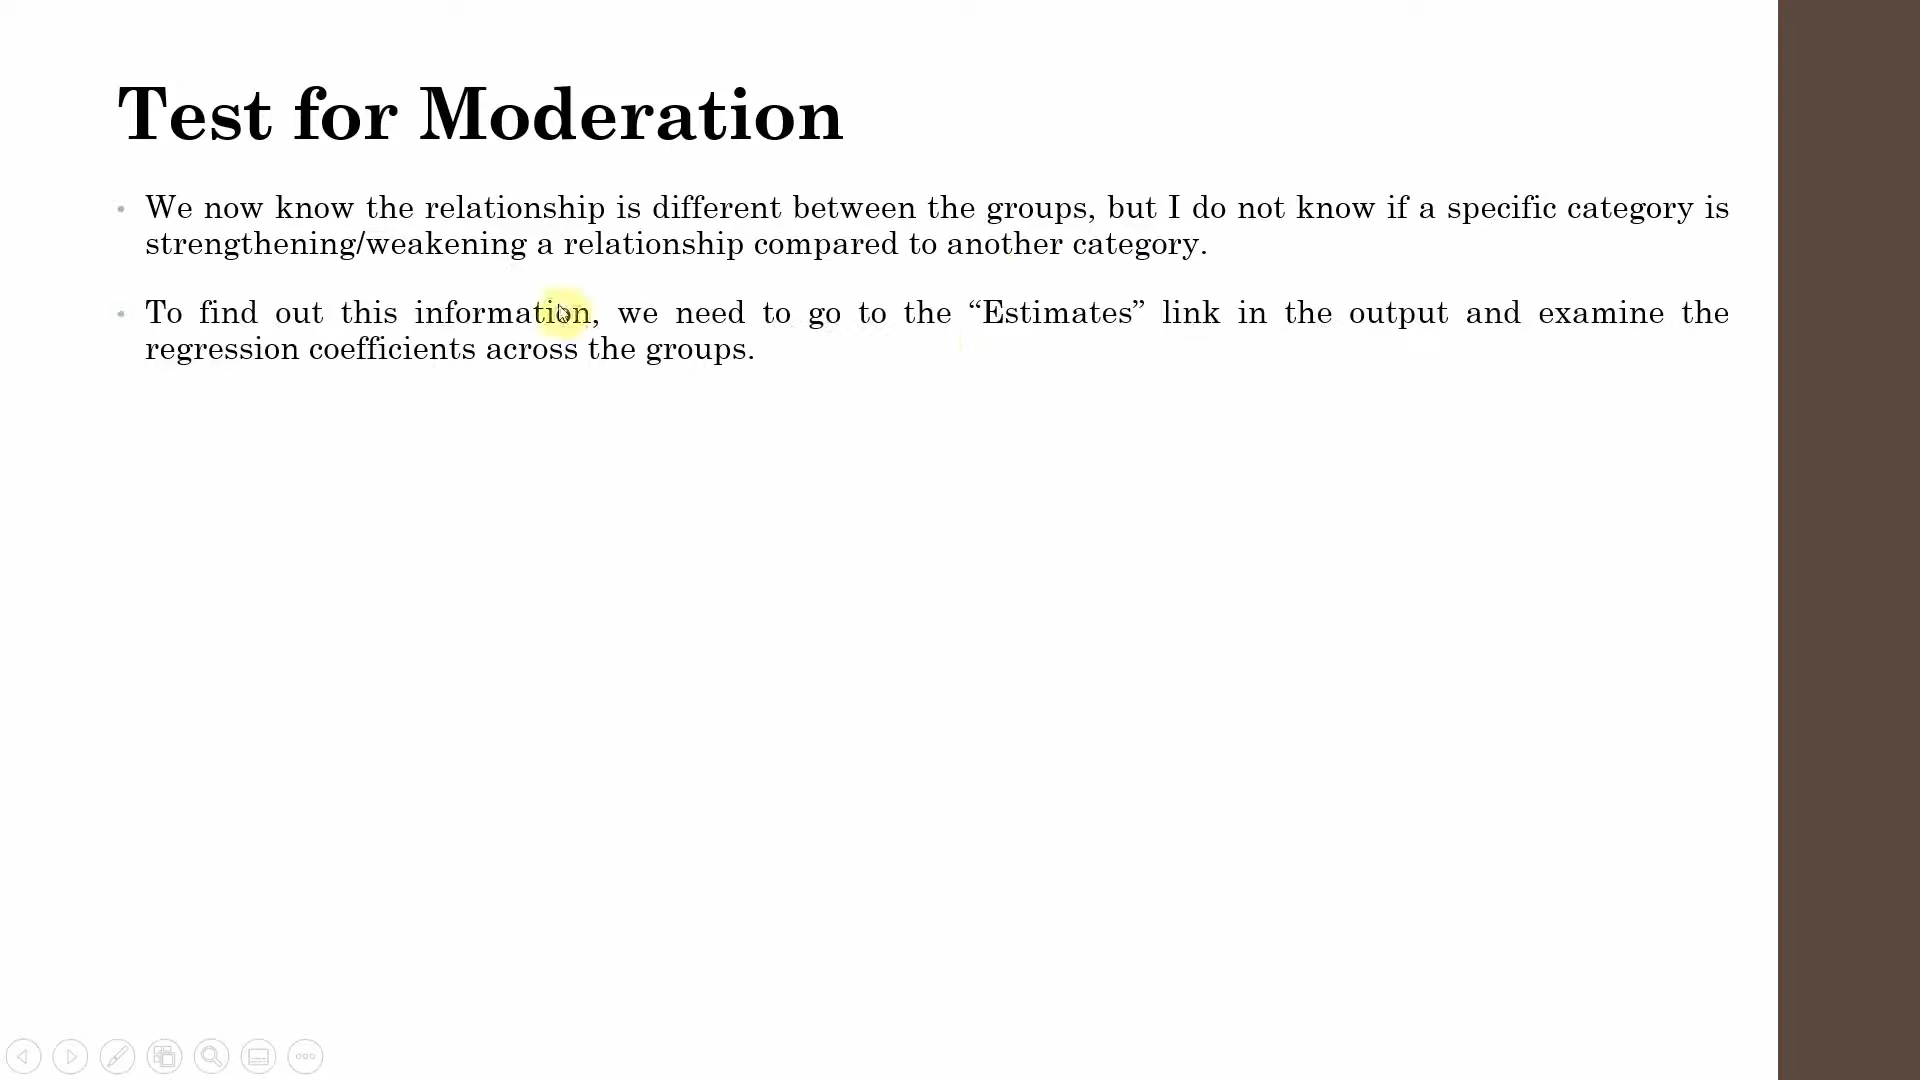 Test for Moderation
We now know the relationship is different between the groups, but I do not know if a specific category is
strengthening/weakening a relationship compared to another category.
To find out this information, we need to go to the “Estimates” link in the output and examine the
regression coefficients across the groups.